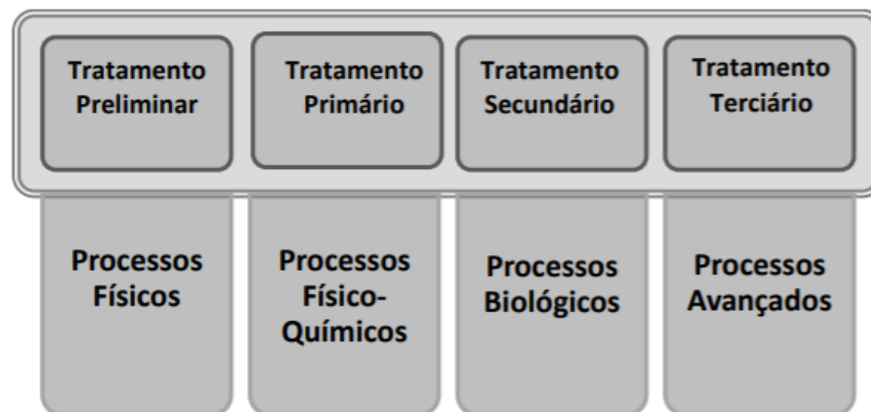 Tratamento
Preliminar
Tratamento
Primário
Tratamento
Secundário
Tratamento
Terciário
Processos
Físicos
Processos
Físico-
Químicos
Processos
Biológicos
Processos
Avançados